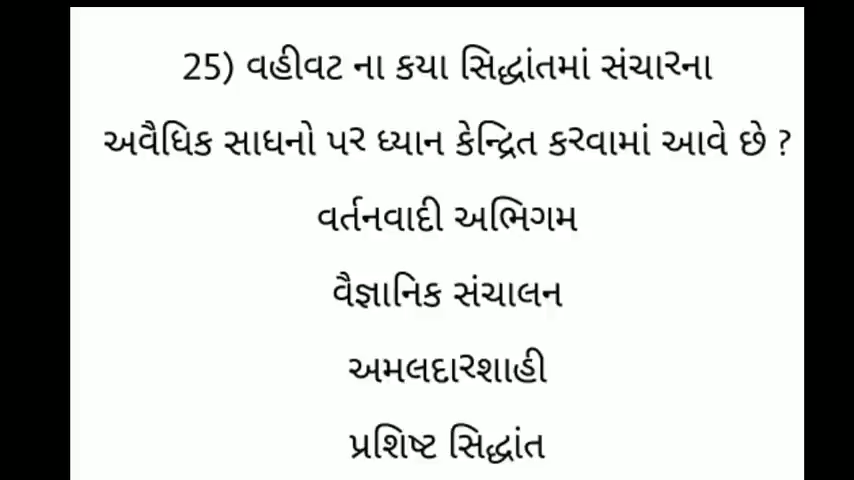 25) વહીવટ ના કયા સિદ્ધાંતમાં સંચારના
અવૈધિક સાધનો પર ધ્યાન કેન્દ્રિત કરવામાં આવે છે ?
વર્તનવાદી અભિગમ
વૈજ્ઞાનિક સંચાલન
અમલદારશાહી
પ્રશિષ્ટ સિદ્ધાંત